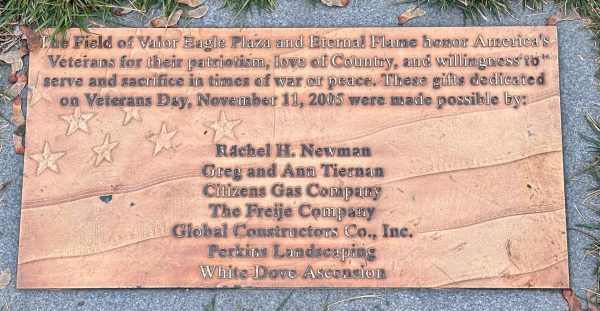 The Field of Valor Eagle Plaza and Eternal Flame honor America's
Veterans for their patriotism, love of Country, and willingness to
serve and sacrifice in times of war or peace. These gifts dedicated
on Veterans Day, November 11, 2005 were made possible by:
Rachel H. Newman
Greg and Ann Tiernan
Citizens Gas Company
The Freije Company
Global Constructors Co., Inc.
Perkins Landscaping
White Dove Ascension